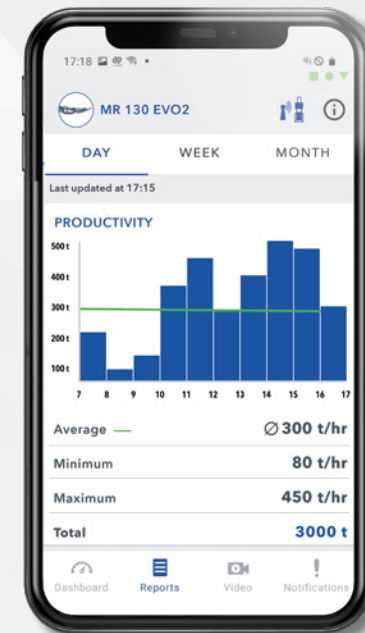 17:18
MR 130 EVO2
DAY WEEK MONTH
Last updated at 17:15
PRODUCTIVITY
500 t
400 t
300 t
200 t
100 t
7 8 9 10 11 12 13 14 15 16 17
Average Ø 300 t/hr
Minimum 80 t/hr
Maximum 450 t/hr
Total 3000 t
Dashboard Reports Video Notifications